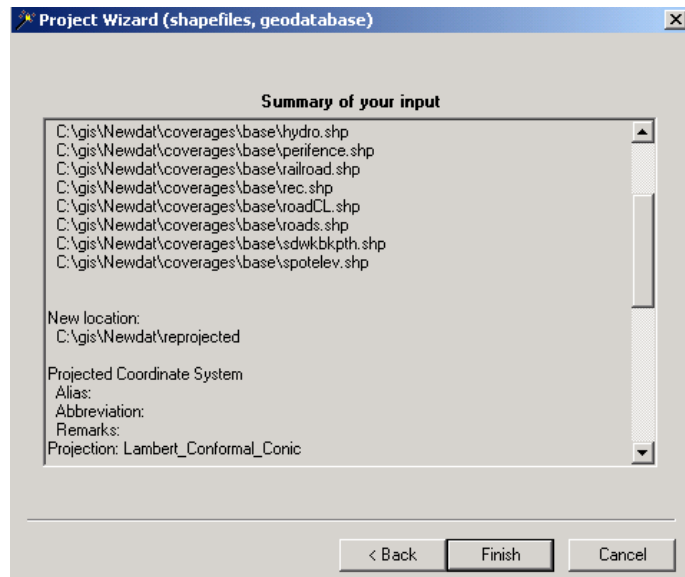 Project Wizard (shapefiles, geodatabase)
Summary of your input
C:\gis\Newdat\coverages\base\hydro.shp
C:\gis\Newdat\coverages\base\perifence.shp
C:\gis\Newdat\coverages\base\railroad.shp
C:\gis\Newdat\coverages\base\rec.shp
C:\gis\Newdat\coverages\base\roadCL.shp
C:\gis\Newdat\coverages\base\roads.shp
C:\gis\Newdat\coverages\base\sdwkbkpth.shp
C:\gis\Newdat\coverages\base\spotelev.shp
New location:
C:\gis\Newdat\reprojected
Projected Coordinate System
Alias:
Abbreviation:
Remarks:
Projection: Lambert_Conformal_Conic
< Back Finish Cancel